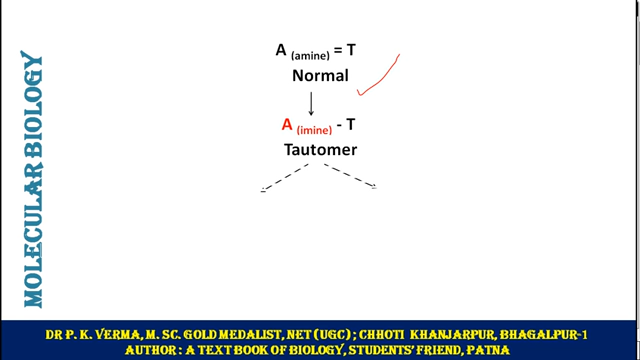 MOLECULAR BIOLOGY
A (amine) = T
Normal
A (imine) - T
Tautomer
DR P. K. VERMA, M. SC. GOLD MEDALIST, NET (UGC) ; CHHOTI KHANJARPUR, BHAGALPUR-1
AUTHOR : A TEXT BOOK OF BIOLOGY, STUDENTS' FRIEND, PATNA